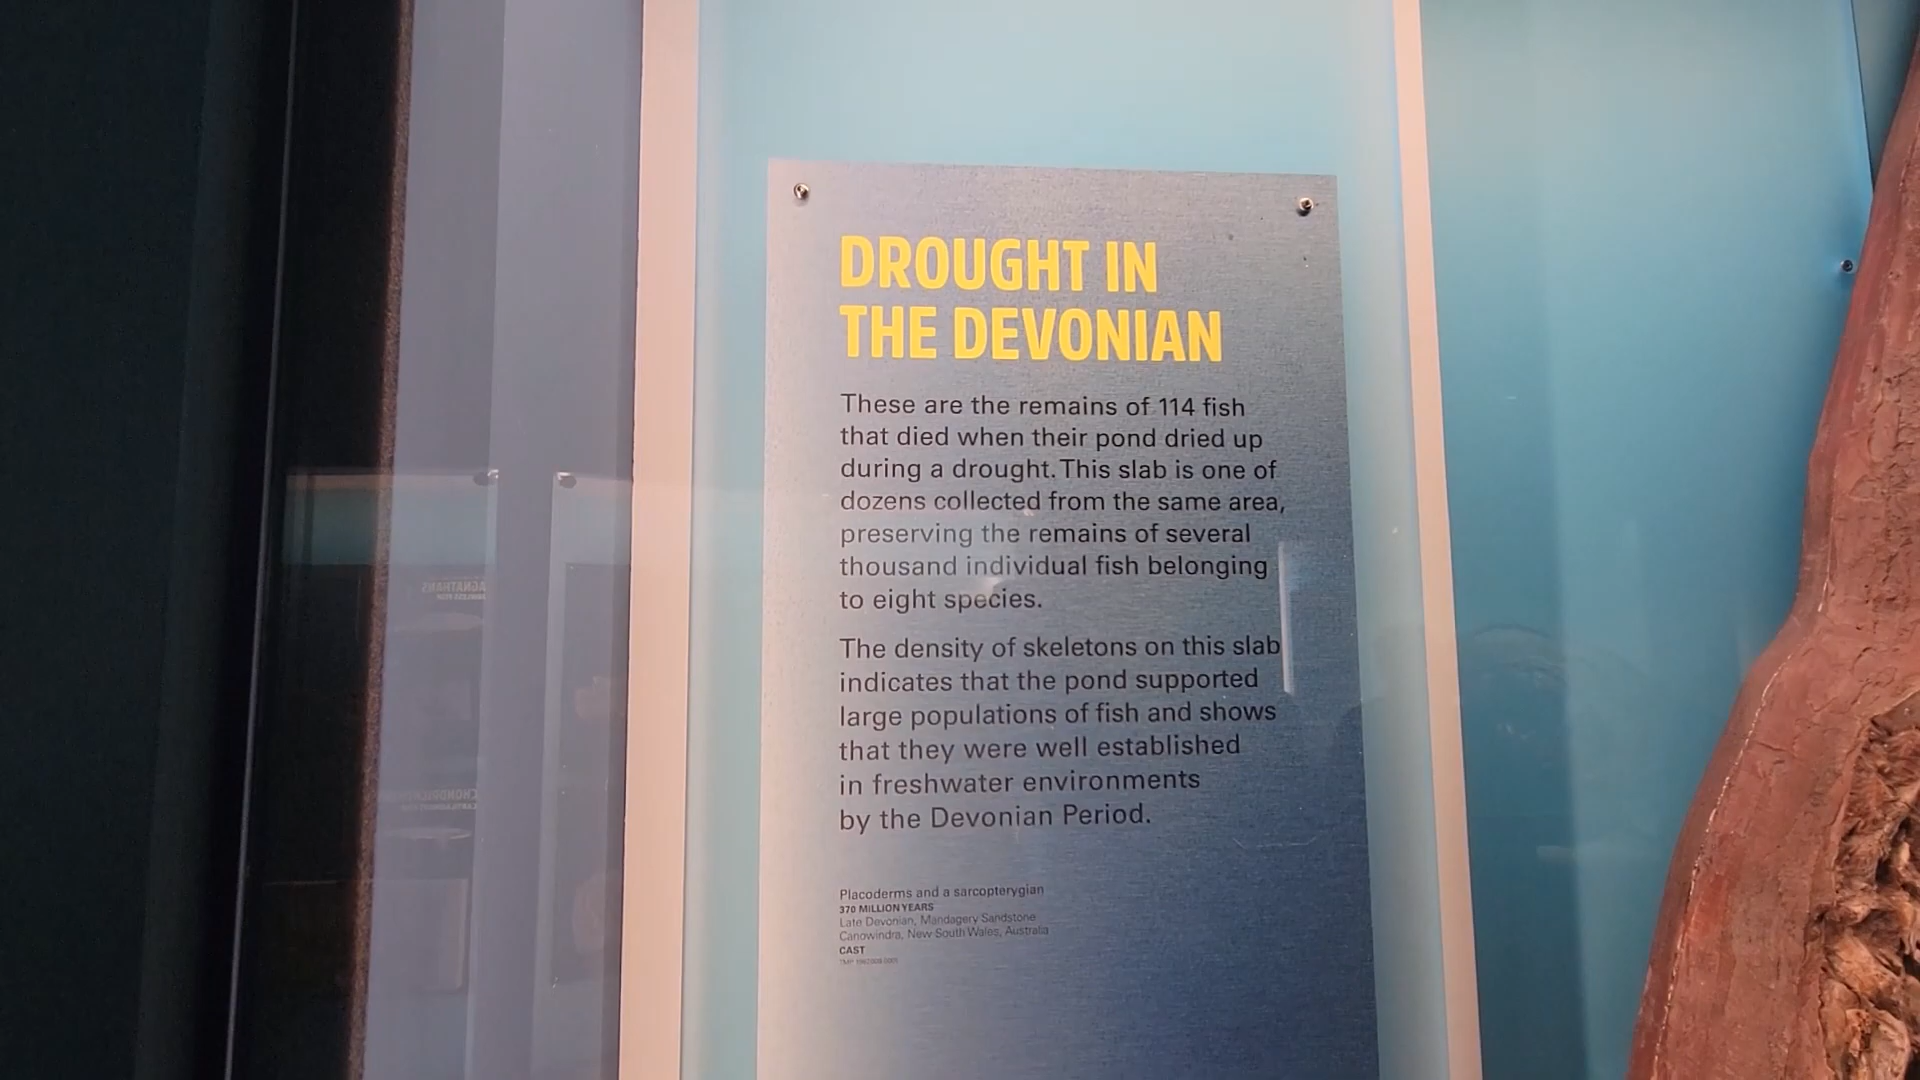 DROUGHT IN
THE DEVONIAN
These are the remains of 114 fish
that died when their pond dried up
during a drought. This slab is one of
dozens collected from the same area,
preserving the remains of several
thousand individual fish belonging
to eight species.
The density of skeletons on this slab
indicates that the pond supported
large populations of fish and shows
that they were well established
in freshwater environments
by the Devonian Period.
Placoderms and a sarcopterygian
370 MILLION YEARS
Late Devonian, Mandagery Sandstone
Canowindra, New South Wales, Australia
CAST
AGNATHANS
JAWLESS FISH